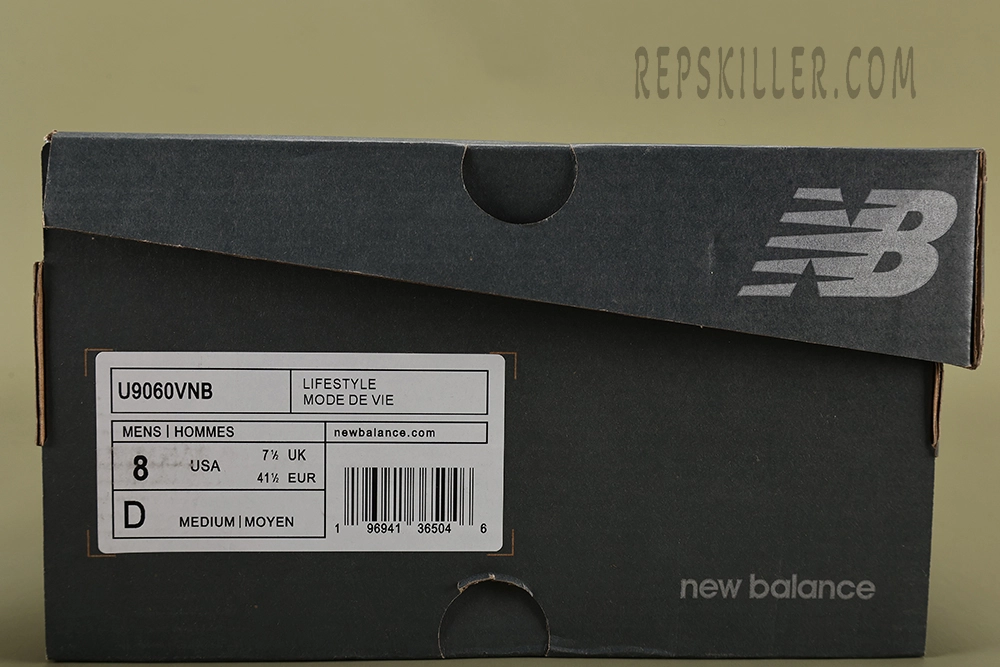 REPSKILLER.COM
NB
U9060VNB
LIFESTYLE
MODE DE VIE
MENS | HOMMES
newbalance.com
8 USA 7½ UK
41½ EUR
D MEDIUM | MOYEN
1 96941 36504 6
new balance